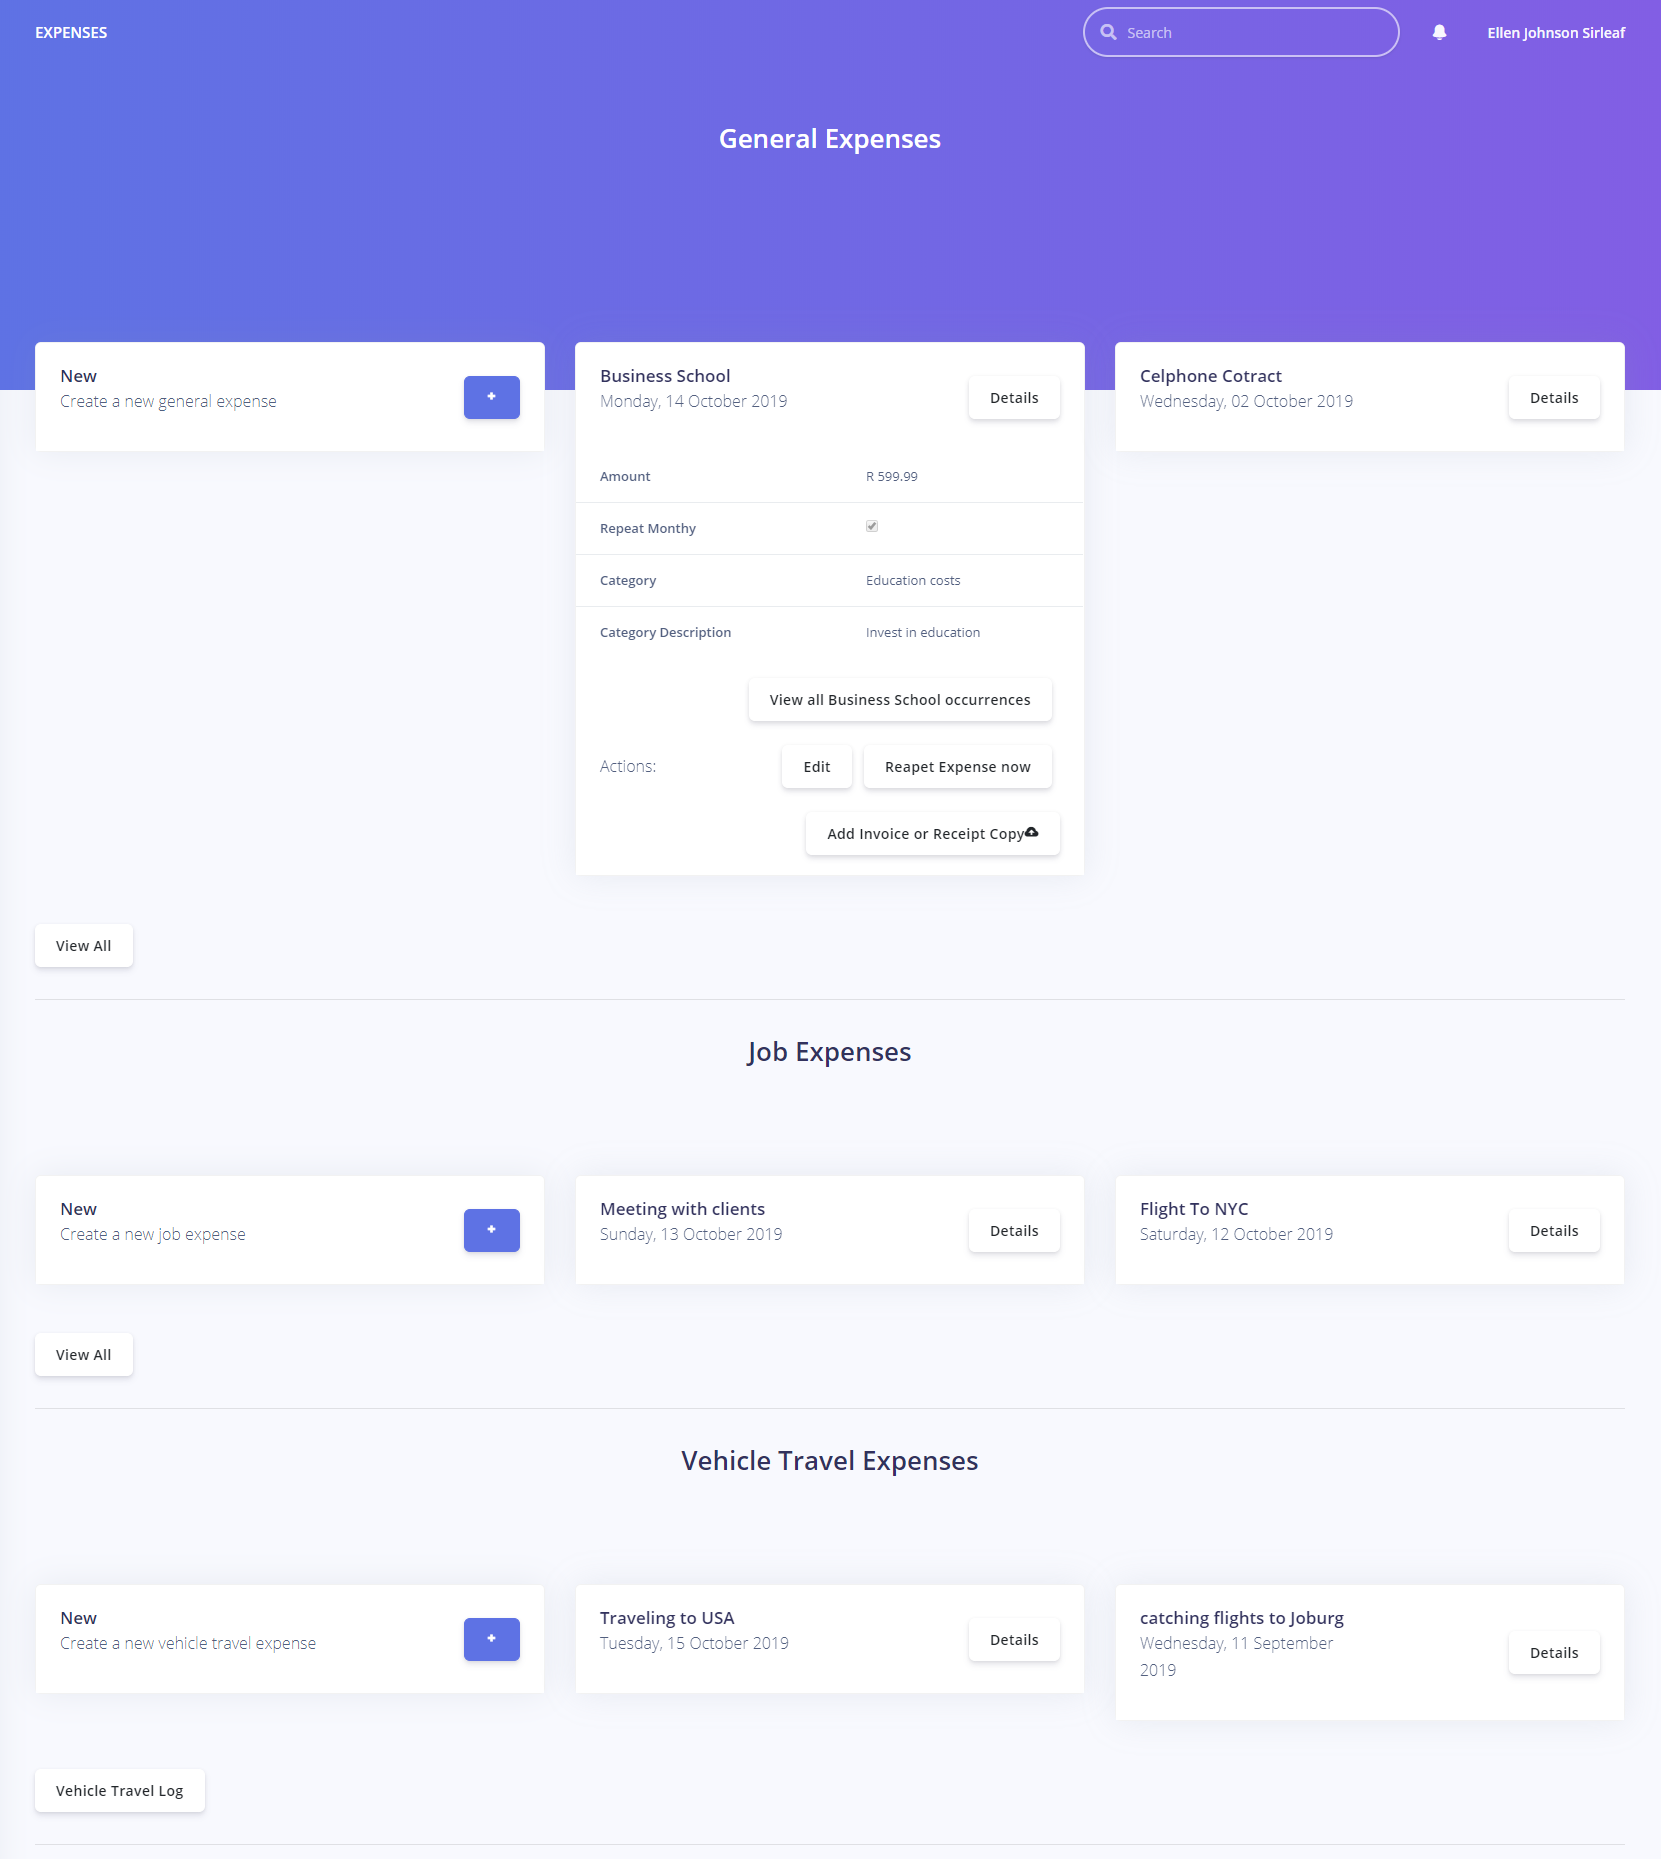 EXPENSES
Search
Ellen Johnson Sirleaf
General Expenses
New
Create a new general expense
+
Business School
Monday, 14 October 2019
Details
Amount R 599.99
Repeat Monthy
Category Education costs
Category Description Invest in education
View all Business School occurrences
Actions: Edit Reapet Expense now
Add Invoice or Receipt Copy
Celphone Cotract
Wednesday, 02 October 2019
Details
View All
Job Expenses
New
Create a new job expense
+
Meeting with clients
Sunday, 13 October 2019
Details
Flight To NYC
Saturday, 12 October 2019
Details
View All
Vehicle Travel Expenses
New
Create a new vehicle travel expense
+
Traveling to USA
Tuesday, 15 October 2019
Details
catching flights to Joburg
Wednesday, 11 September
2019
Details
Vehicle Travel Log